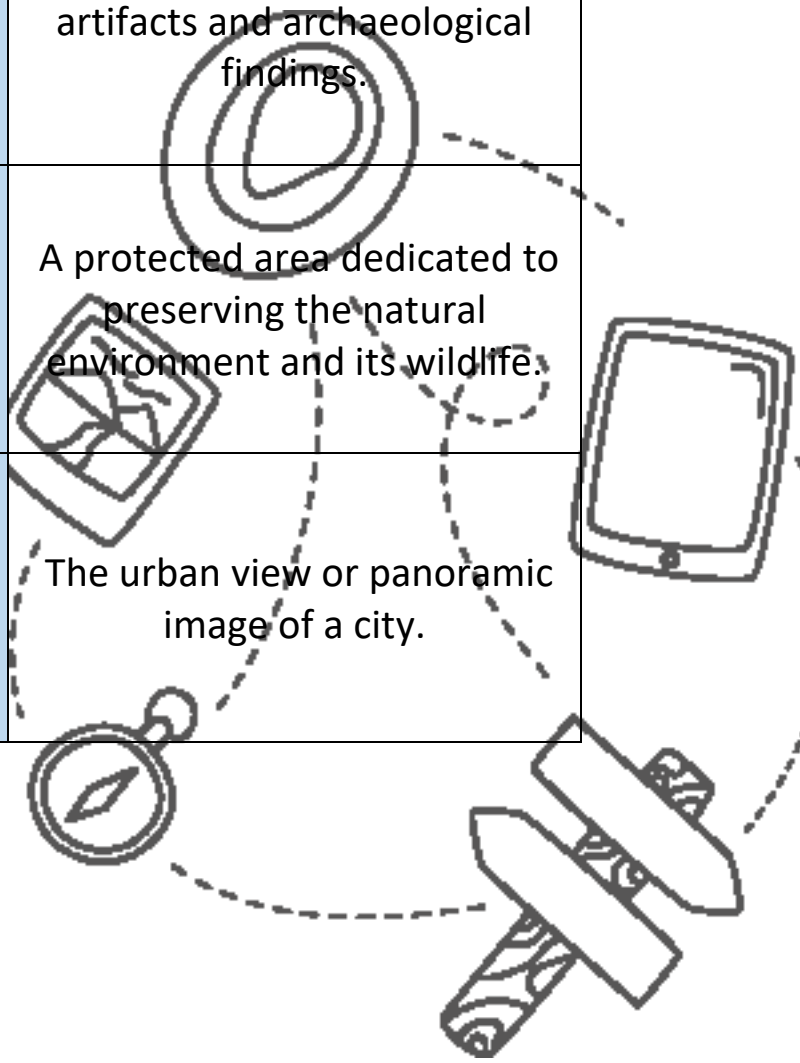 artifacts and archaeological
findings.
A protected area dedicated to
preserving the natural
environment and its wildlife.
The urban view or panoramic
image of a city.